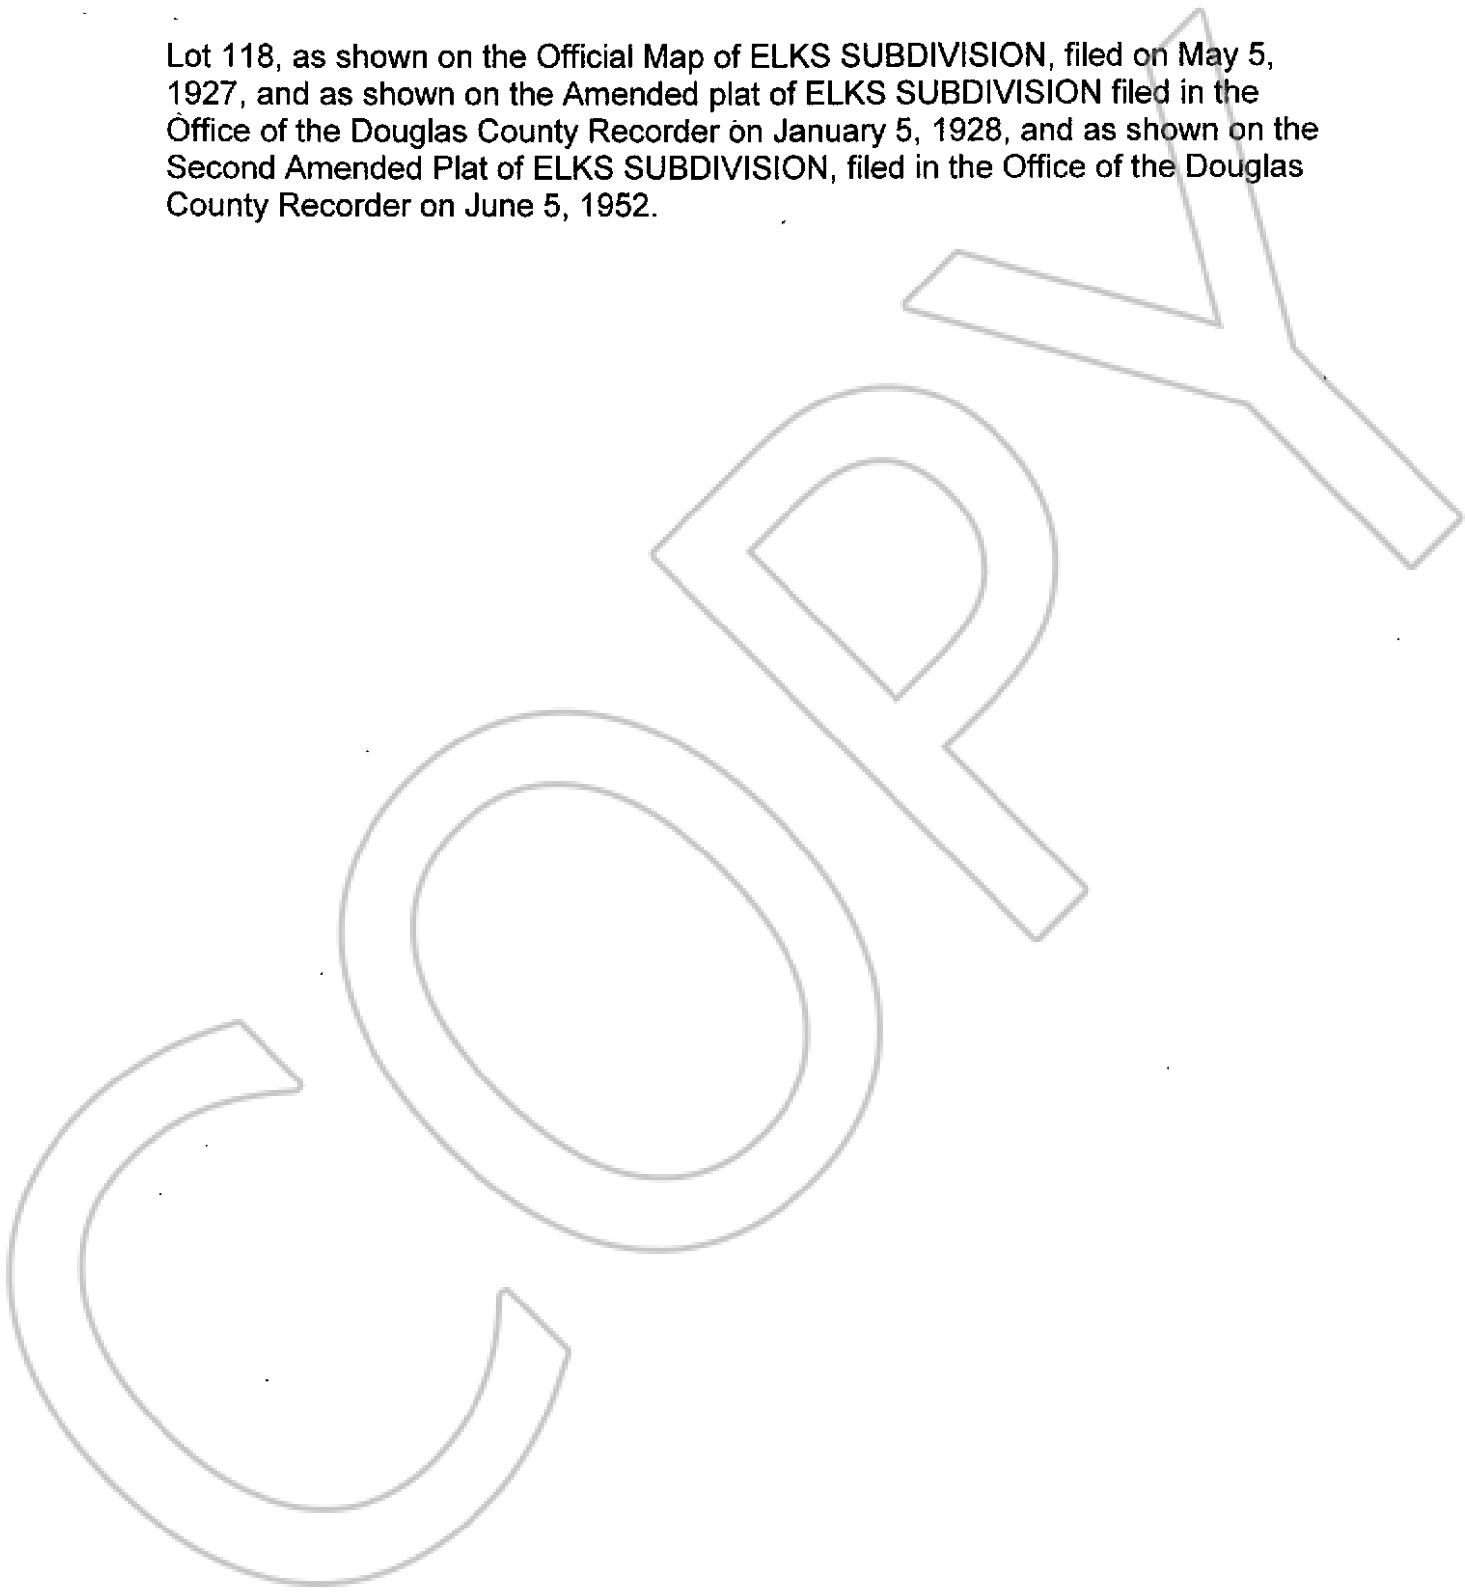 Lot 118, as shown on the Official Map of ELKS SUBDIVISION, filed on May 5,
1927, and as shown on the Amended plat of ELKS SUBDIVISION filed in the
Office of the Douglas County Recorder on January 5, 1928, and as shown on the
Second Amended Plat of ELKS SUBDIVISION, filed in the Office of the Douglas
County Recorder on June 5, 1952.
COPY